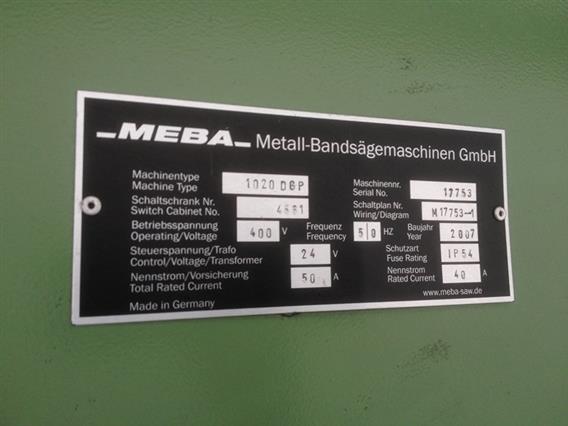 MEBA Metall-Bandsägemaschinen GmbH
Machinentype
Machine Type 1020 DGP
Maschinennr.
Serial No. 17753
Schaltschrank Nr.
Switch Cabinet No. 4581
Schaltplan Nr.
Wiring/Diagram M17753-1
Betriebsspannung
Operating/Voltage 400 V
Frequenz
Frequency 50 HZ
Baujahr
Year 2007
Steuerspannung/Trafo
Control/Voltage/Transformer 24 V
Schutzart
Fuse Rating IP54
Nennstrom/Vorsicherung
Total Rated Current 50 A
Nennstrom
Rated Current 40 A
Made in Germany
www.meba-saw.de